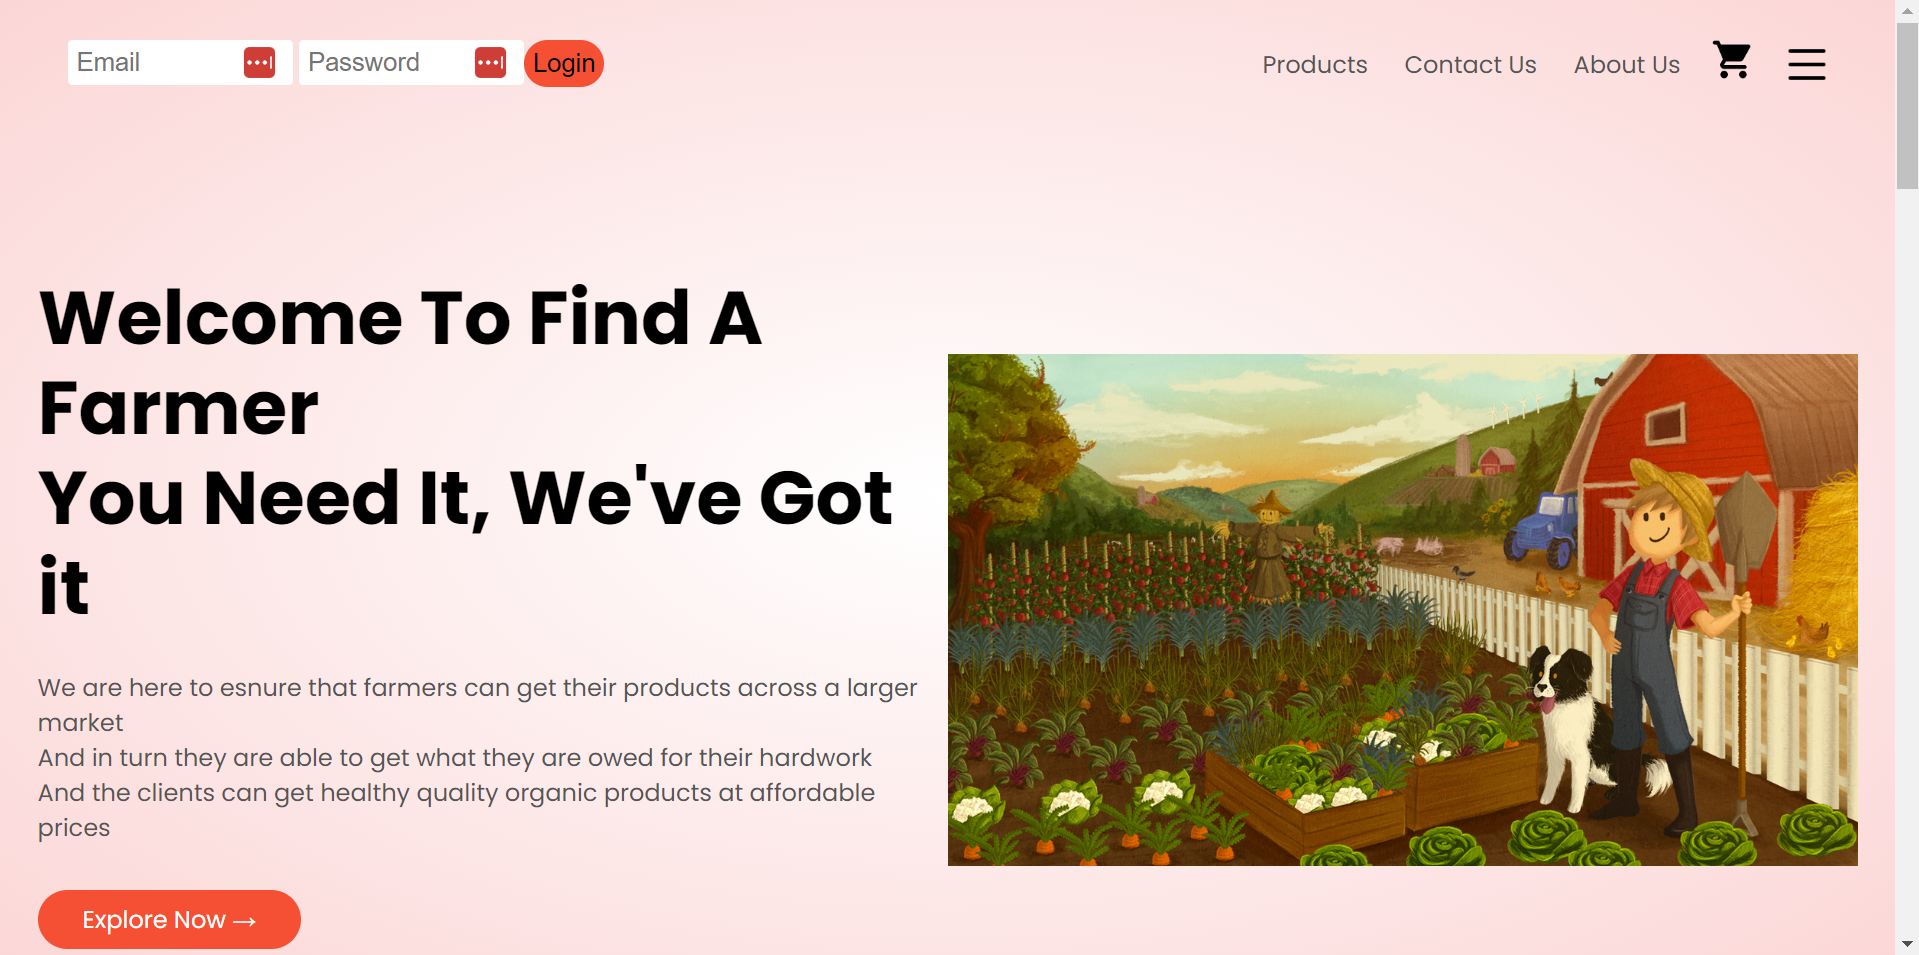 Email Password Login Products Contact Us About Us
Welcome To Find A
Farmer
You Need It, We've Got
it
We are here to esnure that farmers can get their products across a larger
market
And in turn they are able to get what they are owed for their hardwork
And the clients can get healthy quality organic products at affordable
prices
Explore Now →